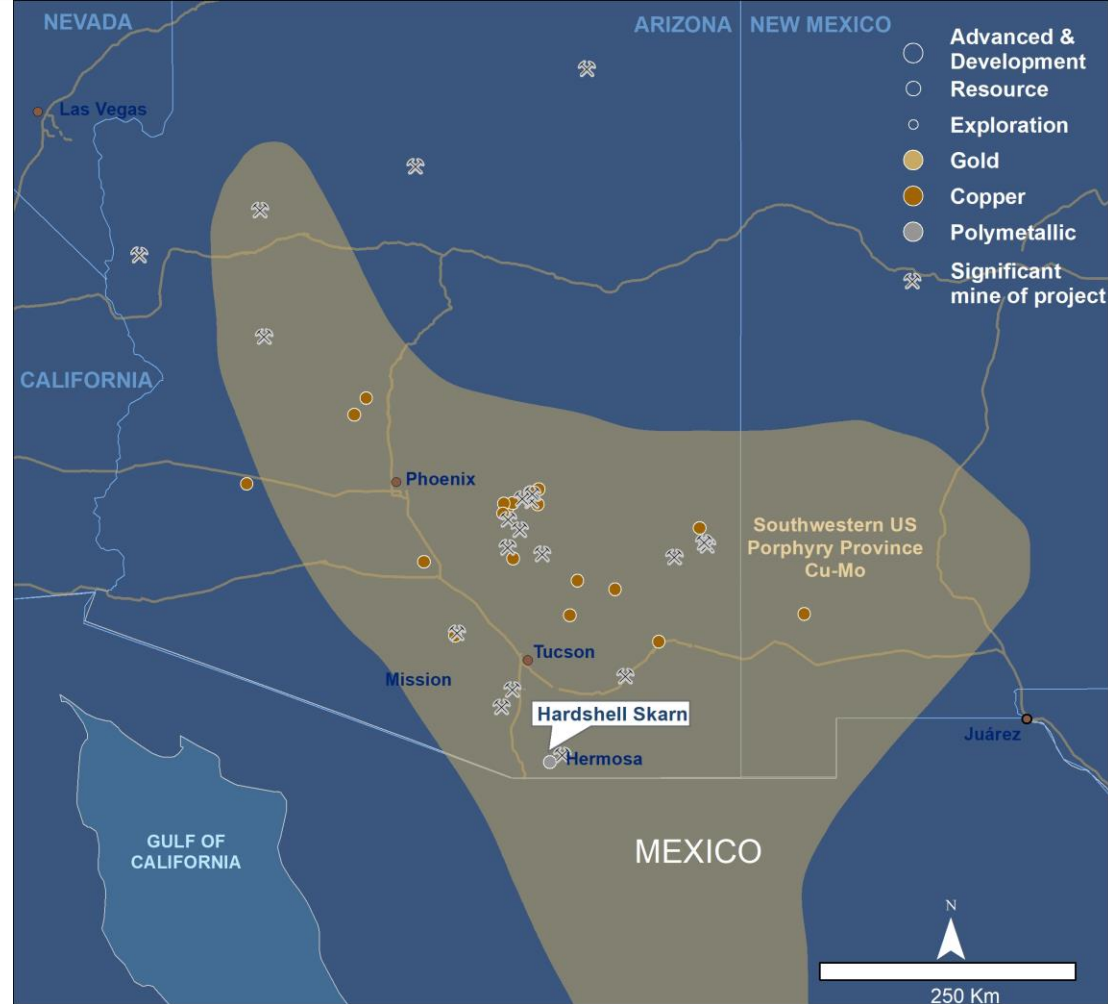 NEVADA
ARIZONA
NEW MEXICO
Advanced &
Development
Resource
Exploration
Gold
Copper
Polymetallic
Significant
mine of project
Las Vegas
CALIFORNIA
Phoenix
Southwestern US
Porphyry Province
Cu-Mo
Tucson
Mission
Hardshell Skarn
Hermosa
Juárez
GULF OF
CALIFORNIA
MEXICO
N
250 Km